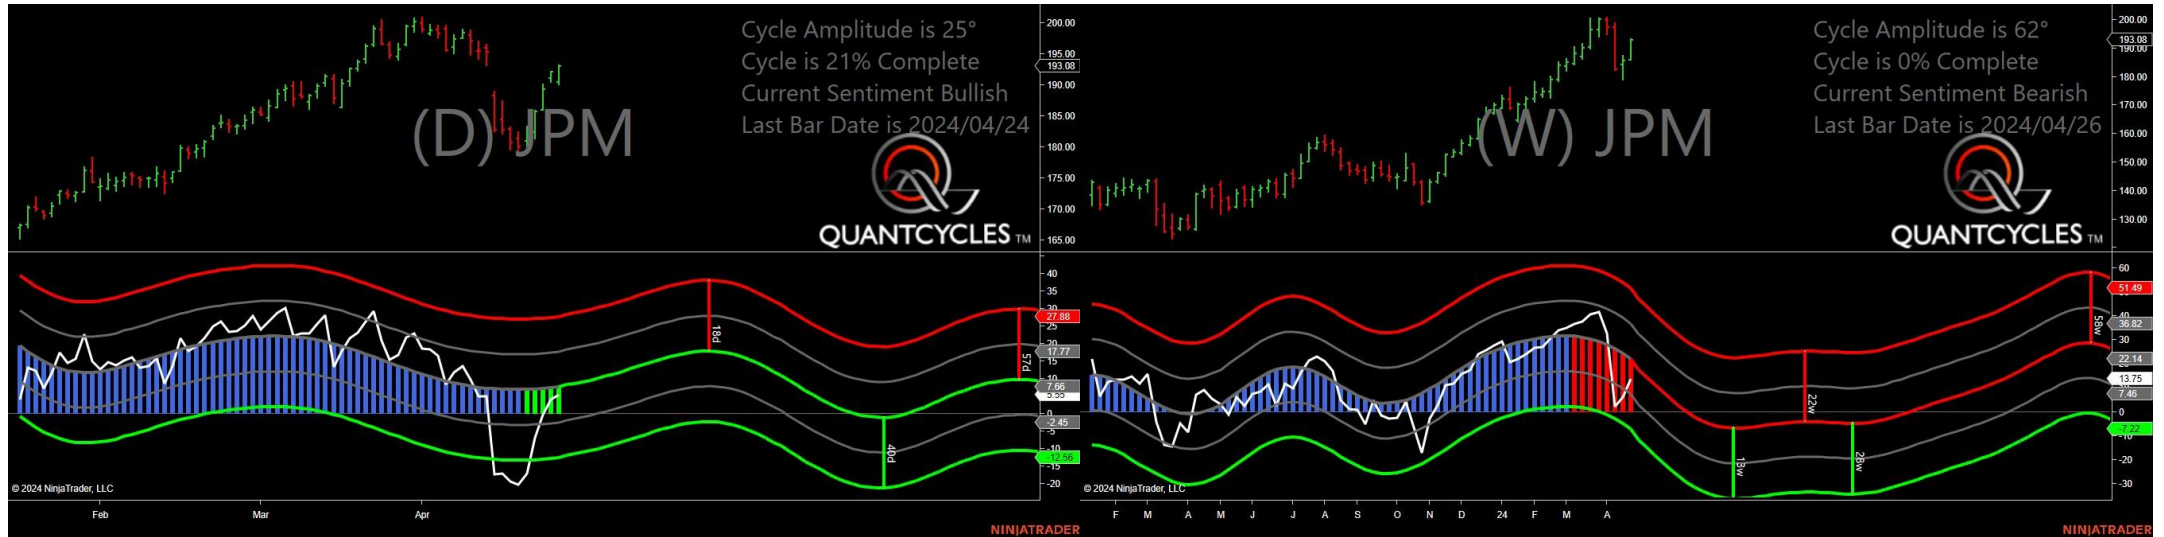 Cycle Amplitude is 25°
Cycle is 21% Complete
Current Sentiment Bullish
Last Bar Date is 2024/04/24
(D) JPM
QUANTCYCLES TM
200.00
195.00
193.08
190.00
185.00
180.00
175.00
170.00
165.00
40
35
30
27.88
25
20
17.77
15
10
7.66
5.55
0
-2.45
-5
-10
-12.56
-15
-20
18d
40d
57d
© 2024 NinjaTrader, LLC
Feb Mar Apr
NINJATRADER
Cycle Amplitude is 62°
Cycle is 0% Complete
Current Sentiment Bearish
Last Bar Date is 2024/04/26
(W) JPM
QUANTCYCLES TM
200.00
193.08
190.00
180.00
170.00
160.00
150.00
140.00
130.00
60
51.49
40
36.82
30
22.14
13.75
7.46
0
-7.22
-10
-20
-30
13w
22w
28w
58w
© 2024 NinjaTrader, LLC
F M A M J J A S O N D 24 F M A
NINJATRADER